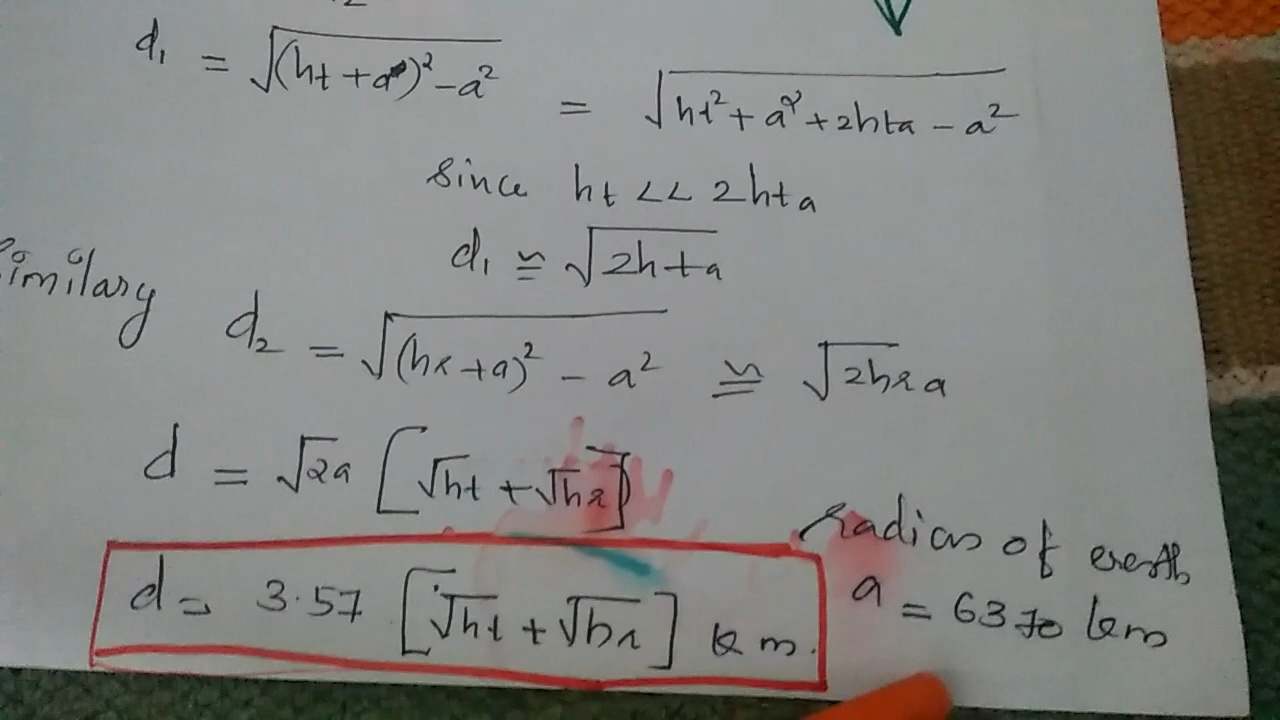 d₁ = √(ht + a)² - a² = √ht² + a² + 2hta - a²
Since ht << 2hta
d₁ ≅ √2hta
Similary d₂ = √(hr + a)² - a² ≅ √2hra
d = √2a [√ht + √hr]
d = 3.57 [√ht + √hr] km.
radius of
a = 6370 km